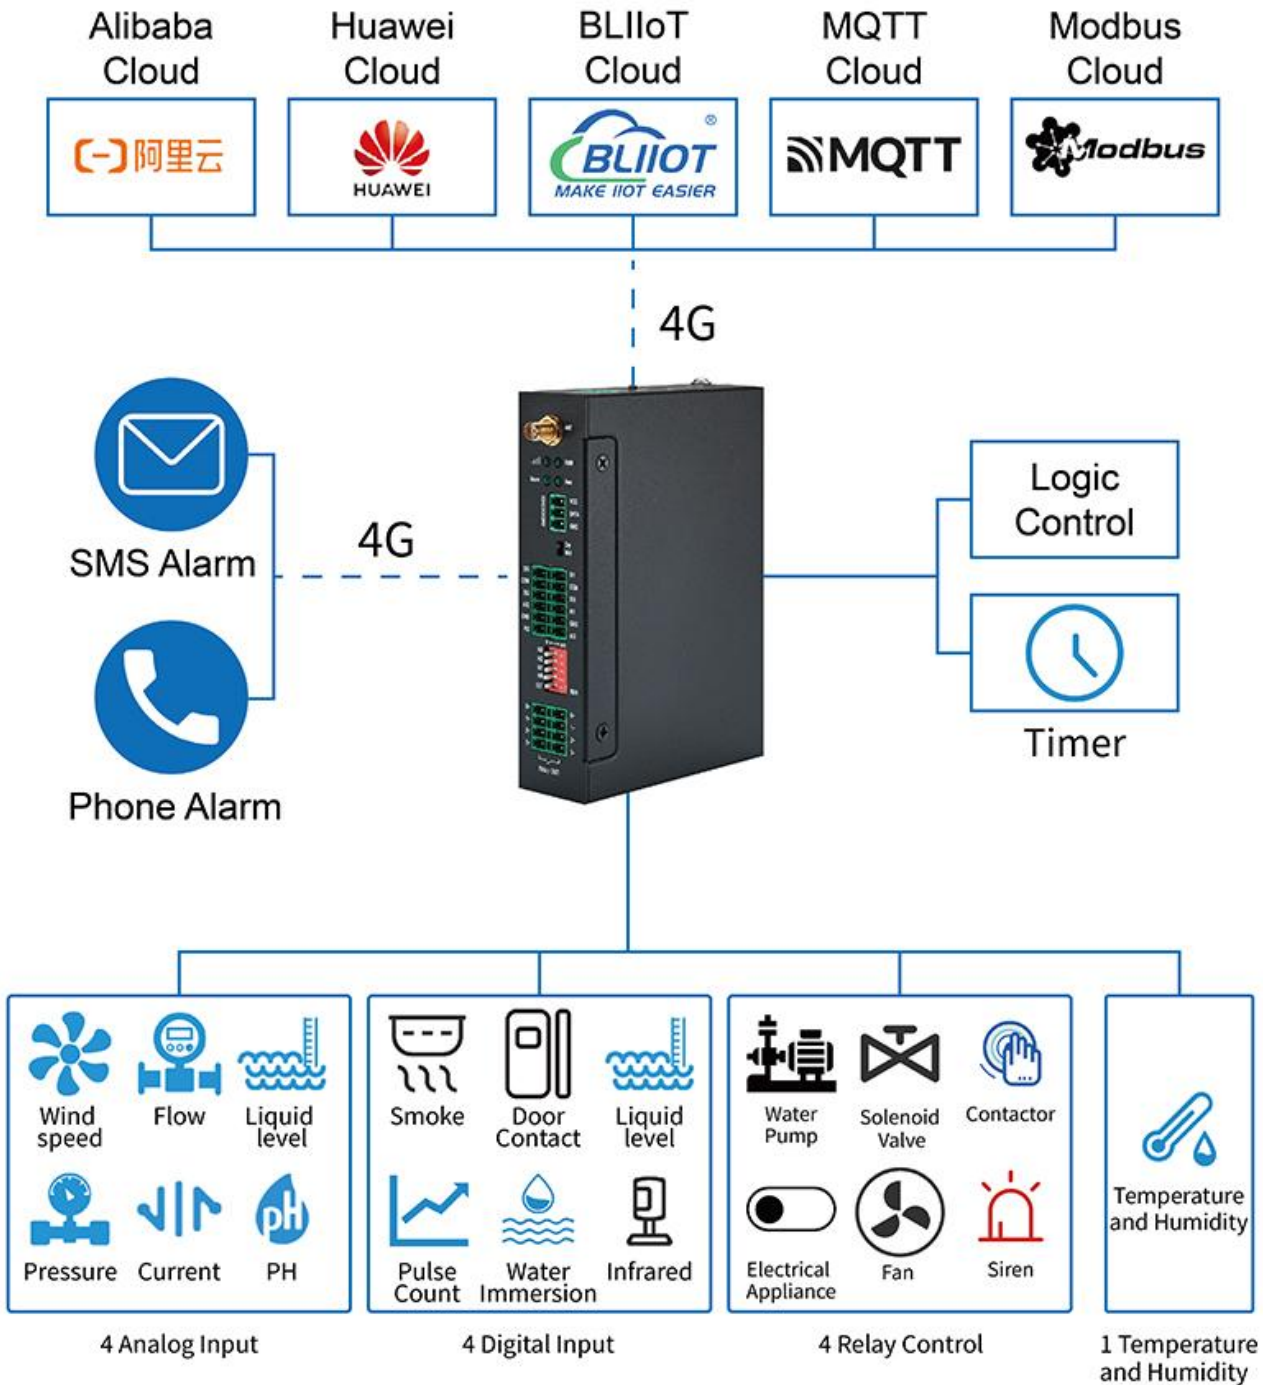 Alibaba
Cloud
Huawei
Cloud
BLIIoT
Cloud
MQTT
Cloud
Modbus
Cloud
阿里云
HUAWEI
BLIIOT ®
MAKE IIOT EASIER
MQTT
Modbus
4G
SMS Alarm
4G
Phone Alarm
Logic
Control
Timer
Wind
speed
Flow
Liquid
level
Pressure
Current
pH
PH
4 Analog Input
Smoke
Door
Contact
Liquid
level
Pulse
Count
Water
Immersion
Infrared
4 Digital Input
Water
Pump
Solenoid
Valve
Contactor
Electrical
Appliance
Fan
Siren
4 Relay Control
Temperature
and Humidity
1 Temperature
and Humidity